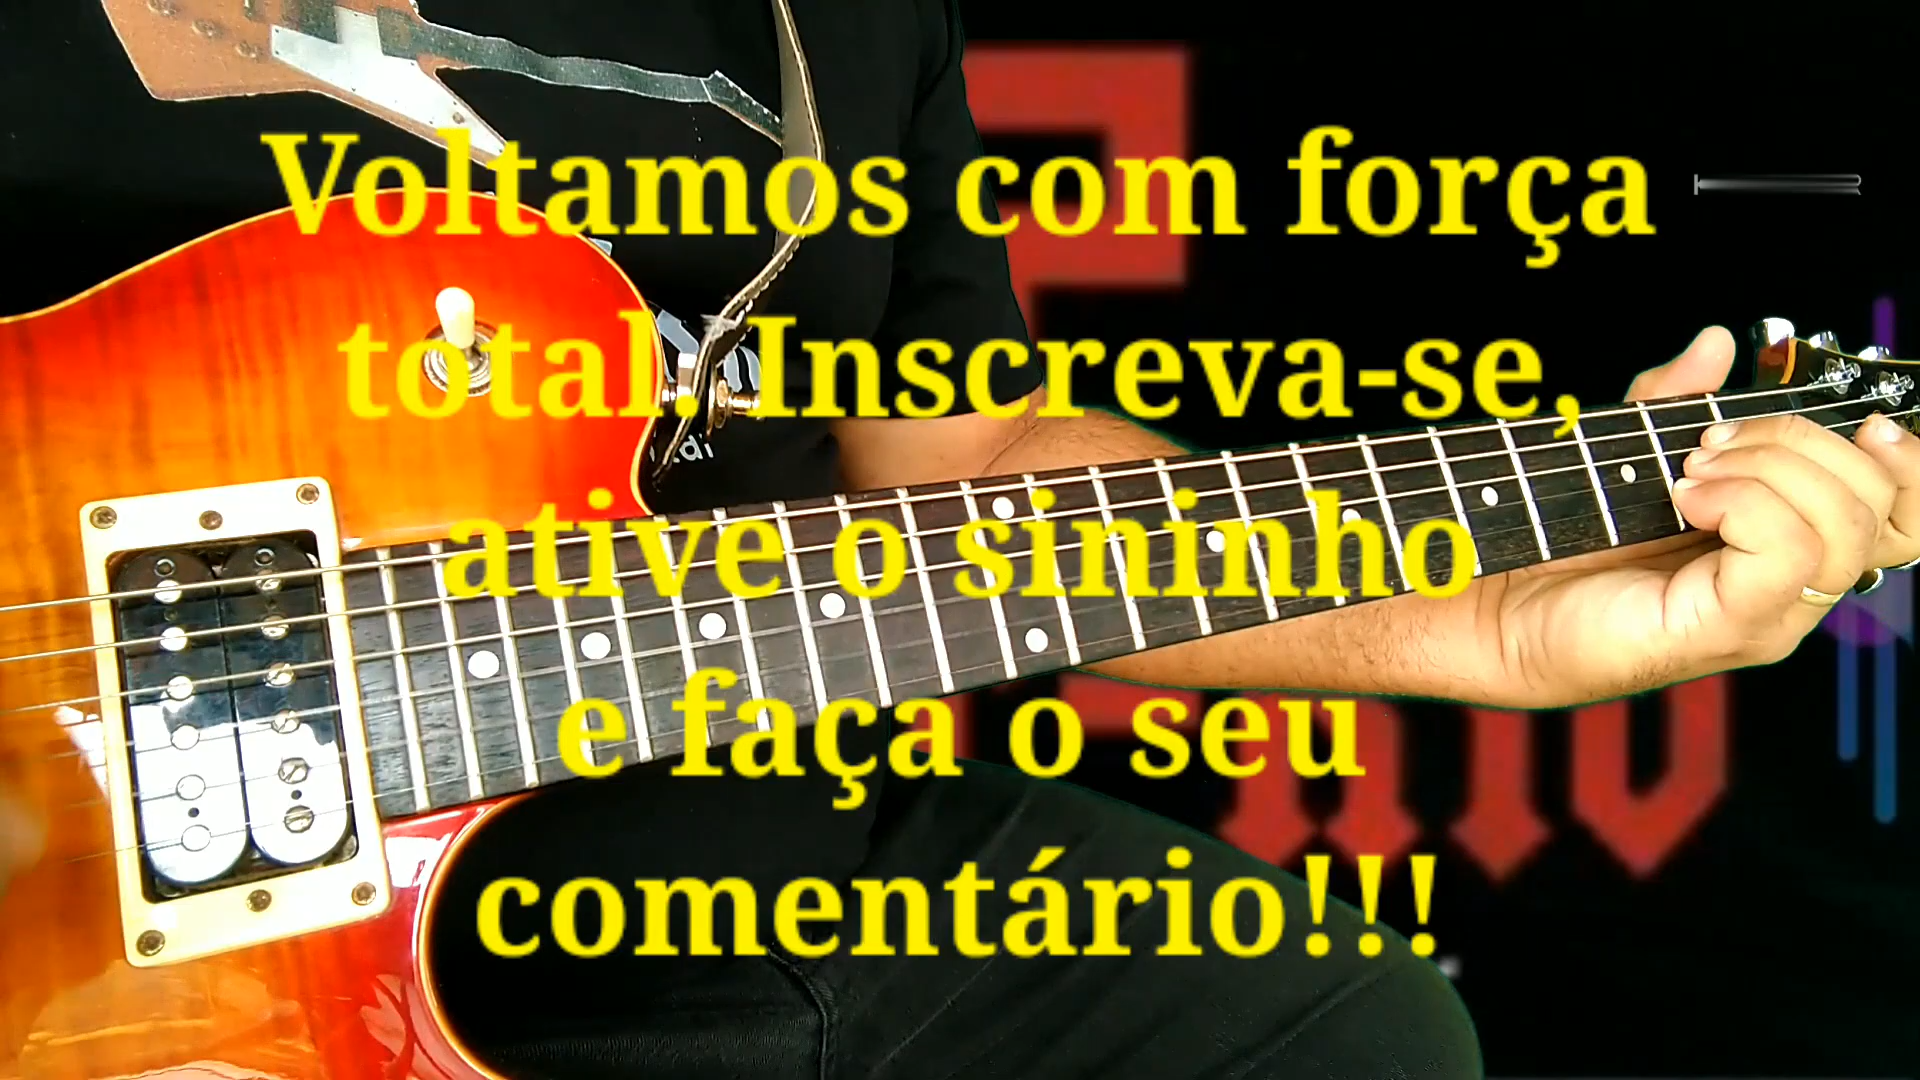 Voltamos com força
total. Inscreva-se,
ative o sininho
e faça o seu
comentário!!!